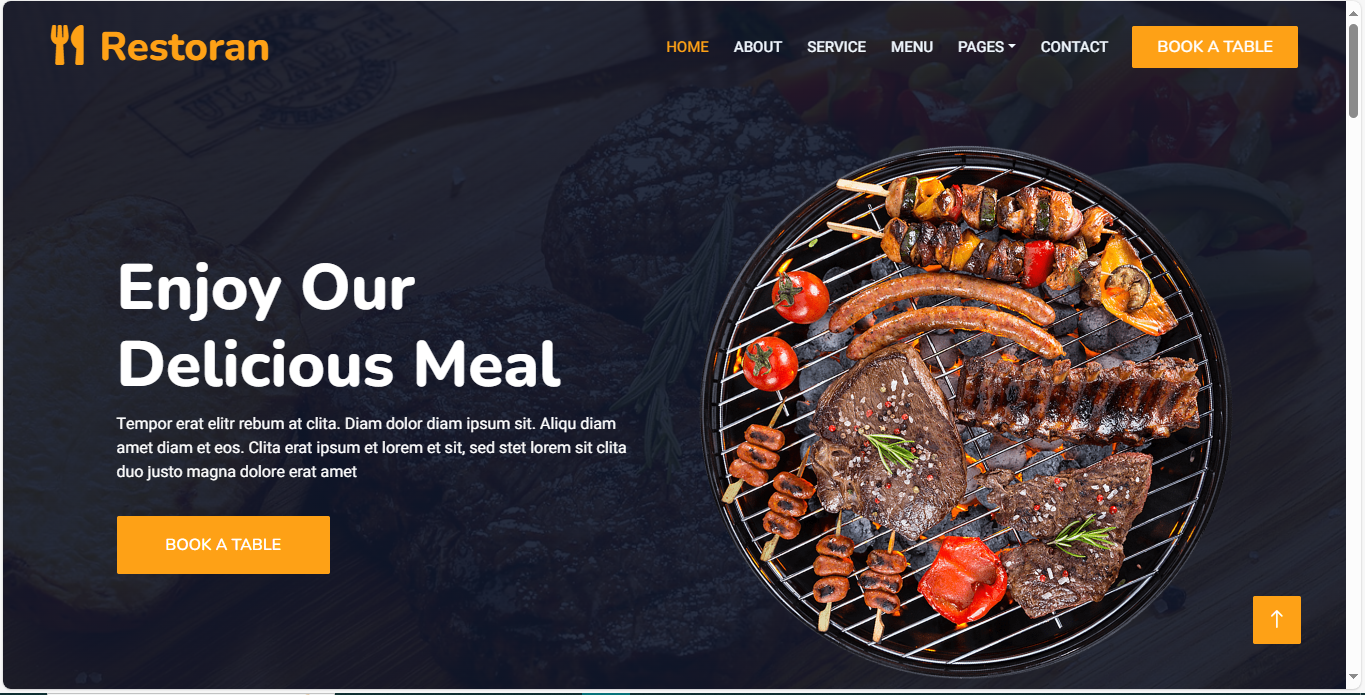 Restoran
HOME ABOUT SERVICE MENU PAGES CONTACT BOOK A TABLE
Enjoy Our
Delicious Meal
Tempor erat elitr rebum at clita. Diam dolor diam ipsum sit. Aliqu diam
amet diam et eos. Clita erat ipsum et lorem et sit, sed stet lorem sit clita
duo justo magna dolore erat amet
BOOK A TABLE